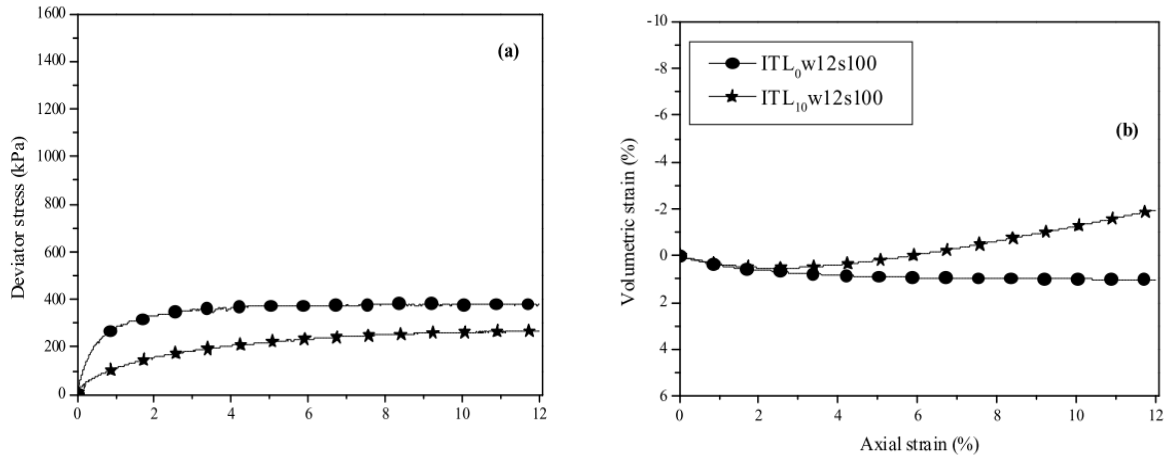 1600
1400
1200
1000
800
600
400
200
0
Deviator stress (kPa)
(a)
0 2 4 6 8 10 12
-10
-8
-6
-4
-2
0
2
4
6
Volumetric strain (%)
ITL0w12s100
ITL10w12s100
(b)
0 2 4 6 8 10 12
Axial strain (%)